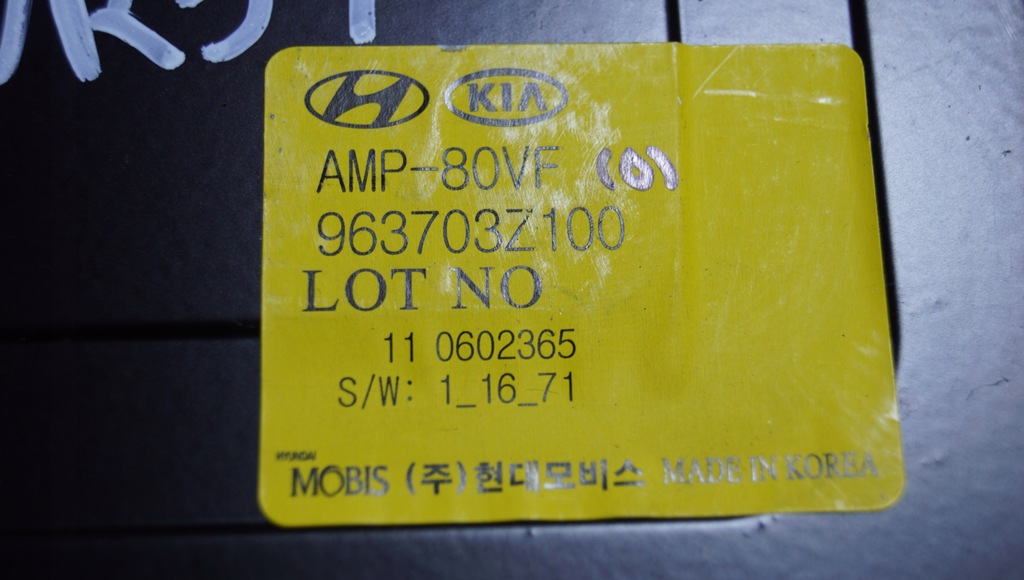 KIA
AMP-80VF (0)
963703Z100
LOT NO
11 0602365
S/W: 1_16_71
HYUNDAI
MOBIS (주)현대모비스 MADE IN KOREA